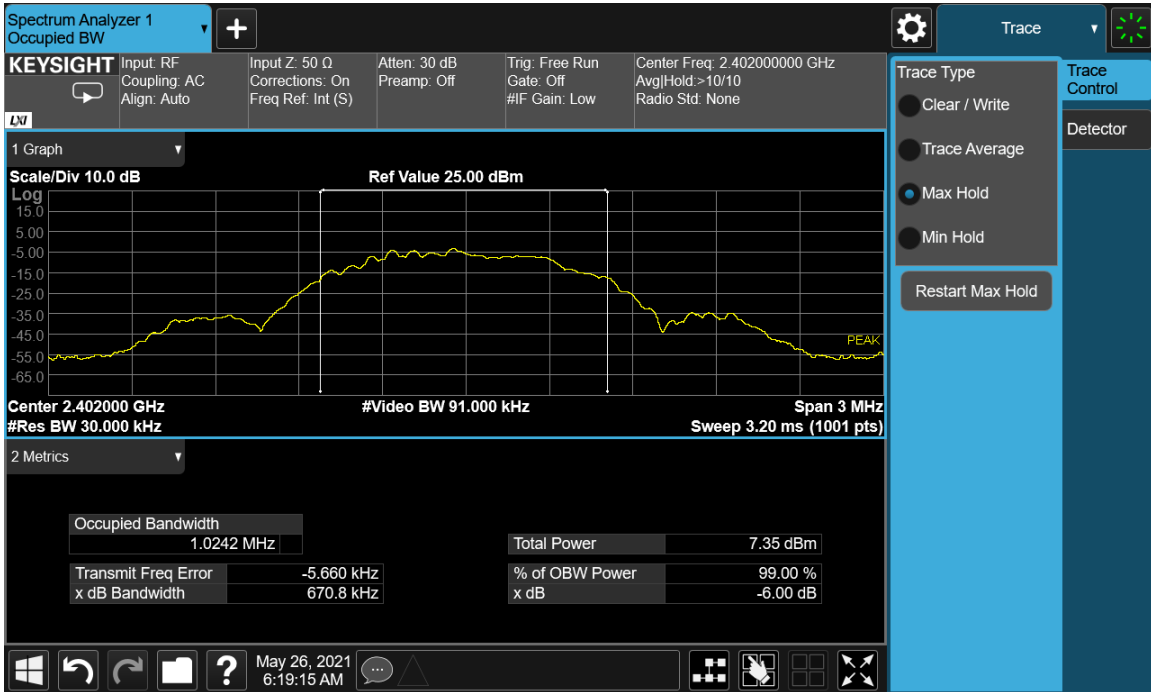 Spectrum Analyzer 1
Occupied BW
Trace
KEYSIGHT
LXI
Input: RF
Coupling: AC
Align: Auto
Input Z: 50 Ω
Corrections: On
Freq Ref: Int (S)
Atten: 30 dB
Preamp: Off
Trig: Free Run
Gate: Off
#IF Gain: Low
Center Freq: 2.402000000 GHz
Avg|Hold:>10/10
Radio Std: None
1 Graph
Scale/Div 10.0 dB
Ref Value 25.00 dBm
Log
15.0
5.00
-5.00
-15.0
-25.0
-35.0
-45.0
-55.0
-65.0
PEAK
Center 2.402000 GHz
#Video BW 91.000 kHz
Span 3 MHz
#Res BW 30.000 kHz
Sweep 3.20 ms (1001 pts)
2 Metrics
Occupied Bandwidth
1.0242 MHz
Total Power 7.35 dBm
Transmit Freq Error -5.660 kHz
% of OBW Power 99.00 %
x dB Bandwidth 670.8 kHz
x dB -6.00 dB
May 26, 2021
6:19:15 AM
Trace Type
Clear / Write
Trace Average
Max Hold
Min Hold
Restart Max Hold
Trace
Control
Detector